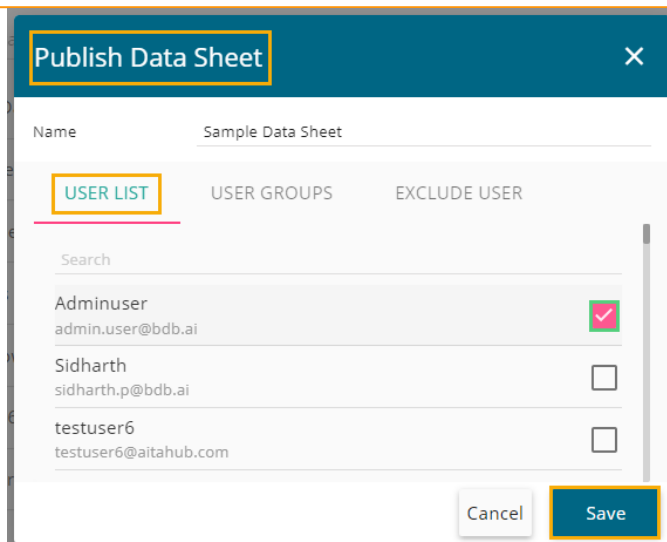 Publish Data Sheet
Name Sample Data Sheet
USER LIST USER GROUPS EXCLUDE USER
Search
Adminuser
admin.user@bdb.ai
Sidharth
sidharth.p@bdb.ai
testuser6
testuser6@aitahub.com
Cancel Save